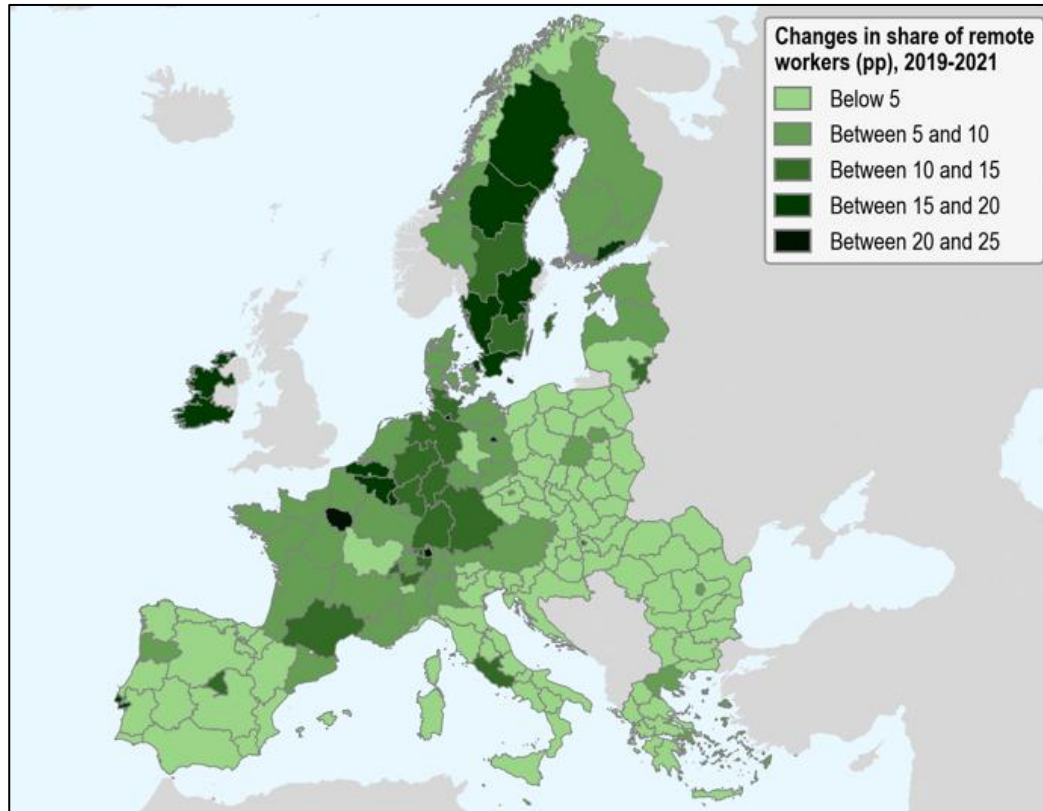 Changes in share of remote
workers (pp), 2019-2021
Below 5
Between 5 and 10
Between 10 and 15
Between 15 and 20
Between 20 and 25